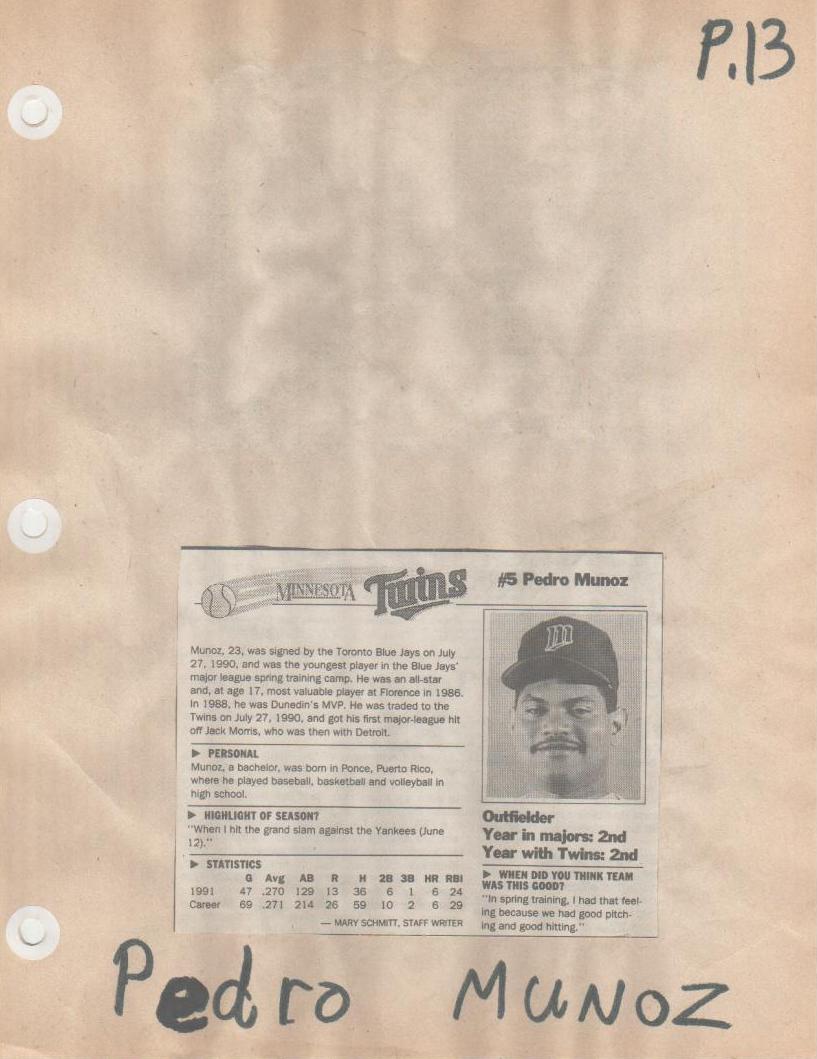 P.13
MINNESOTA Twins
#5 Pedro Munoz
Munoz, 23, was signed by the Toronto Blue Jays on July
27, 1990, and was the youngest player in the Blue Jays'
major league spring training camp. He was an all-star
and, at age 17, most valuable player at Florence in 1986.
In 1988, he was Dunedin's MVP. He was traded to the
Twins on July 27, 1990, and got his first major-league hit
off Jack Morris, who was then with Detroit.
► PERSONAL
Munoz, a bachelor, was born in Ponce, Puerto Rico,
where he played baseball, basketball and volleyball in
high school.
► HIGHLIGHT OF SEASON?
"When I hit the grand slam against the Yankees (June
12)."
► STATISTICS
G Avg AB R H 2B 3B HR RBI
1991 47 .270 129 13 36 6 1 6 24
Career 69 .271 214 26 59 10 2 6 29
— MARY SCHMITT, STAFF WRITER
m
Outfielder
Year in majors: 2nd
Year with Twins: 2nd
► WHEN DID YOU THINK TEAM
WAS THIS GOOD?
"In spring training, I had that feel-
ing because we had good pitch-
ing and good hitting."
Pedro MUNOZ